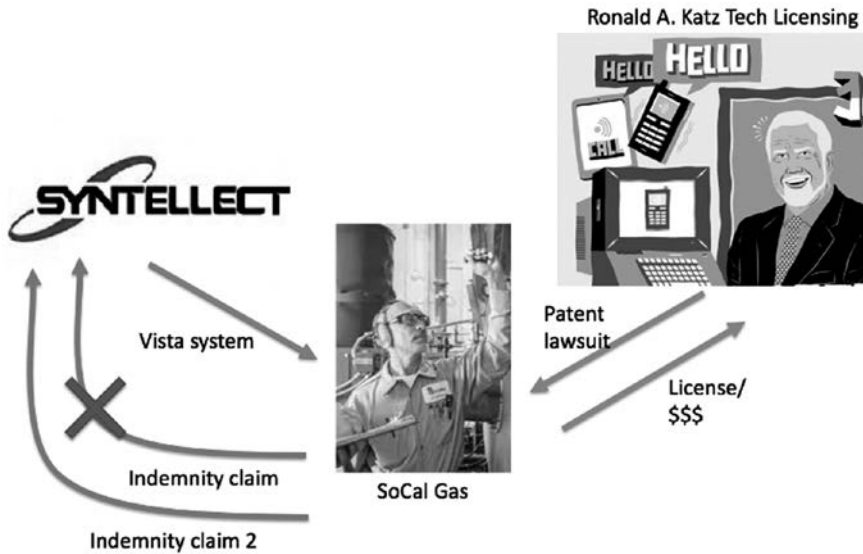 Ronald A. Katz Tech Licensing
HELLO
HELLO
CALL
SYNTELLECT
Vista system
Patent
lawsuit
License/
$$$
Indemnity claim
SoCal Gas
Indemnity claim 2